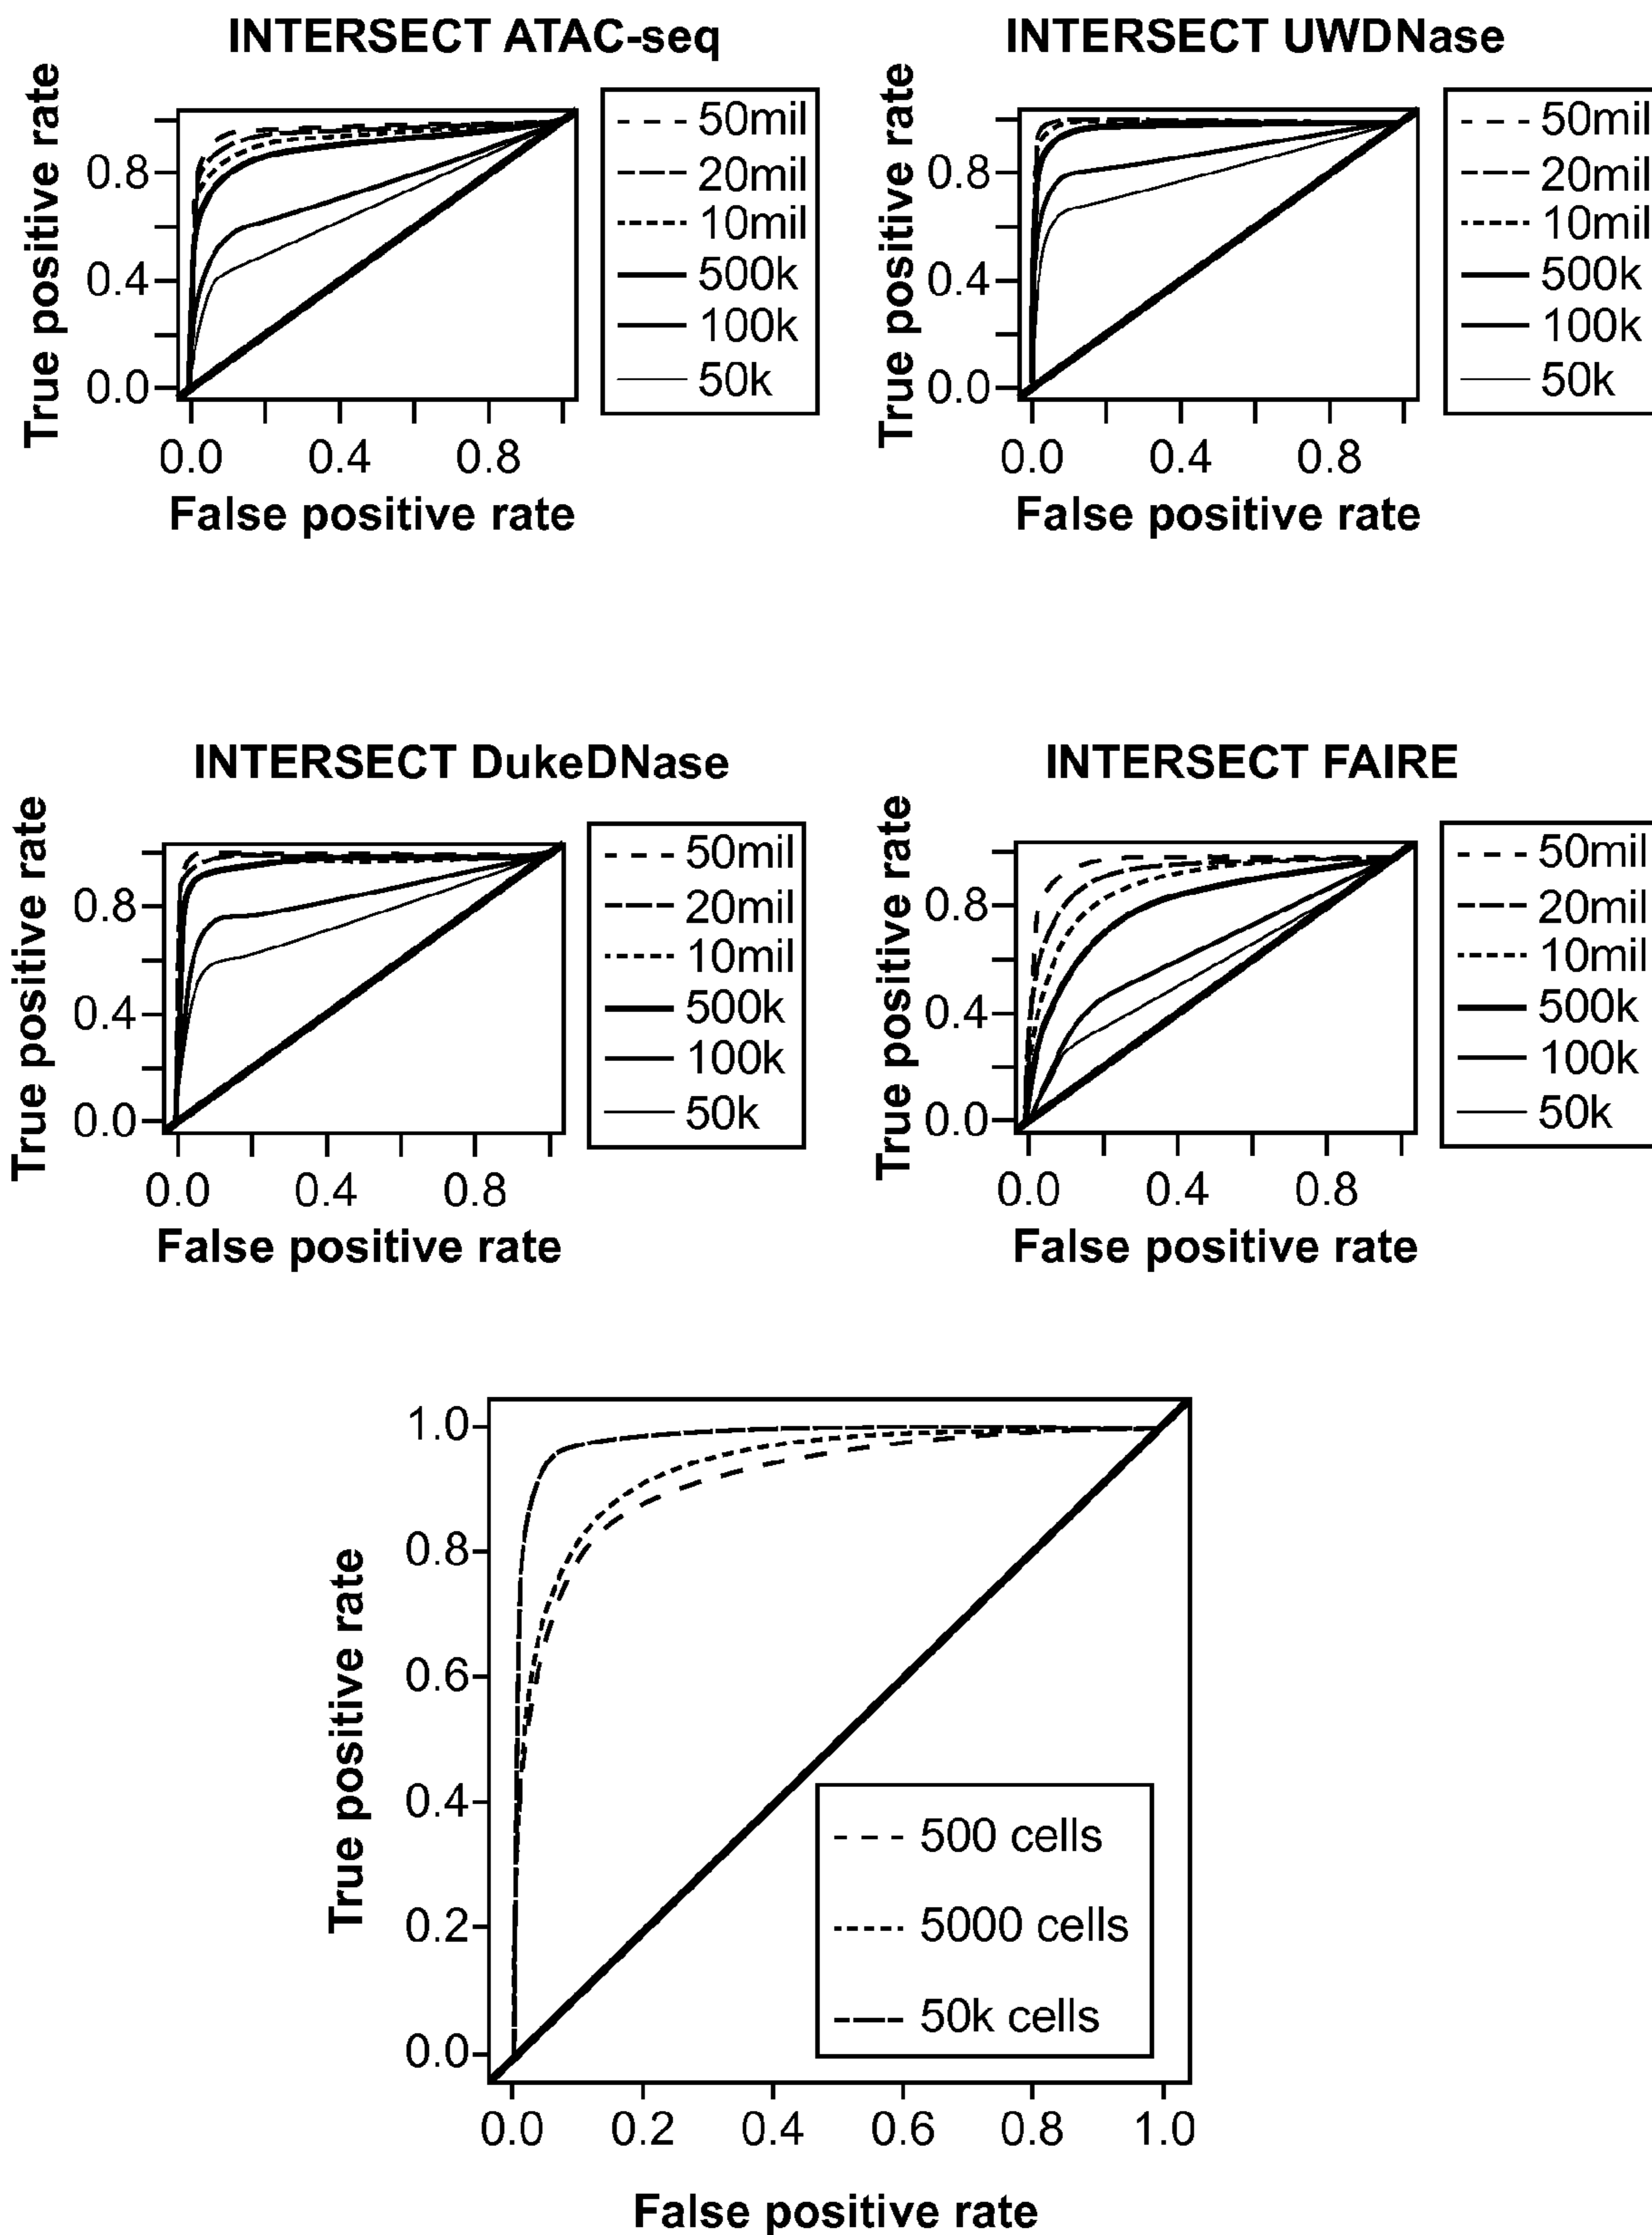 INTERSECT ATAC-seq
True positive rate
0.8
0.4
0.0
0.0 0.4 0.8
False positive rate
50mil
20mil
10mil
500k
100k
50k
INTERSECT UWDNase
True positive rate
0.8
0.4
0.0
0.0 0.4 0.8
False positive rate
50mil
20mil
10mil
500k
100k
50k
INTERSECT DukeDNase
True positive rate
0.8
0.4
0.0
0.0 0.4 0.8
False positive rate
50mil
20mil
10mil
500k
100k
50k
INTERSECT FAIRE
True positive rate
0.8
0.4
0.0
0.0 0.4 0.8
False positive rate
50mil
20mil
10mil
500k
100k
50k
True positive rate
1.0
0.8
0.6
0.4
0.2
0.0
500 cells
5000 cells
50k cells
0.0 0.2 0.4 0.6 0.8 1.0
False positive rate